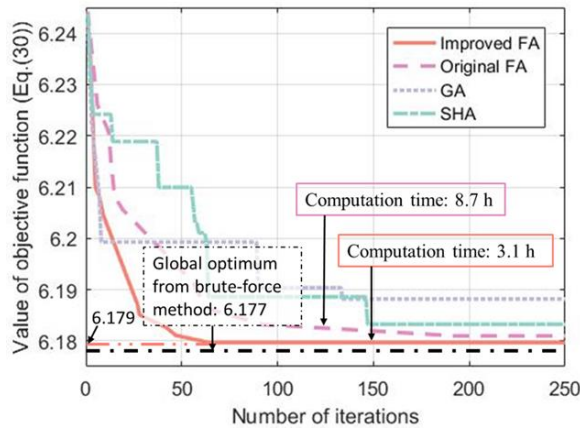 6.24
6.23
6.22
6.21
6.2
6.19
6.18
Value of objective function (Eq.(30))
Improved FA
Original FA
GA
SHA
Computation time: 8.7 h
Computation time: 3.1 h
Global optimum
from brute-force
method: 6.177
6.179
0
50
100
150
200
250
Number of iterations